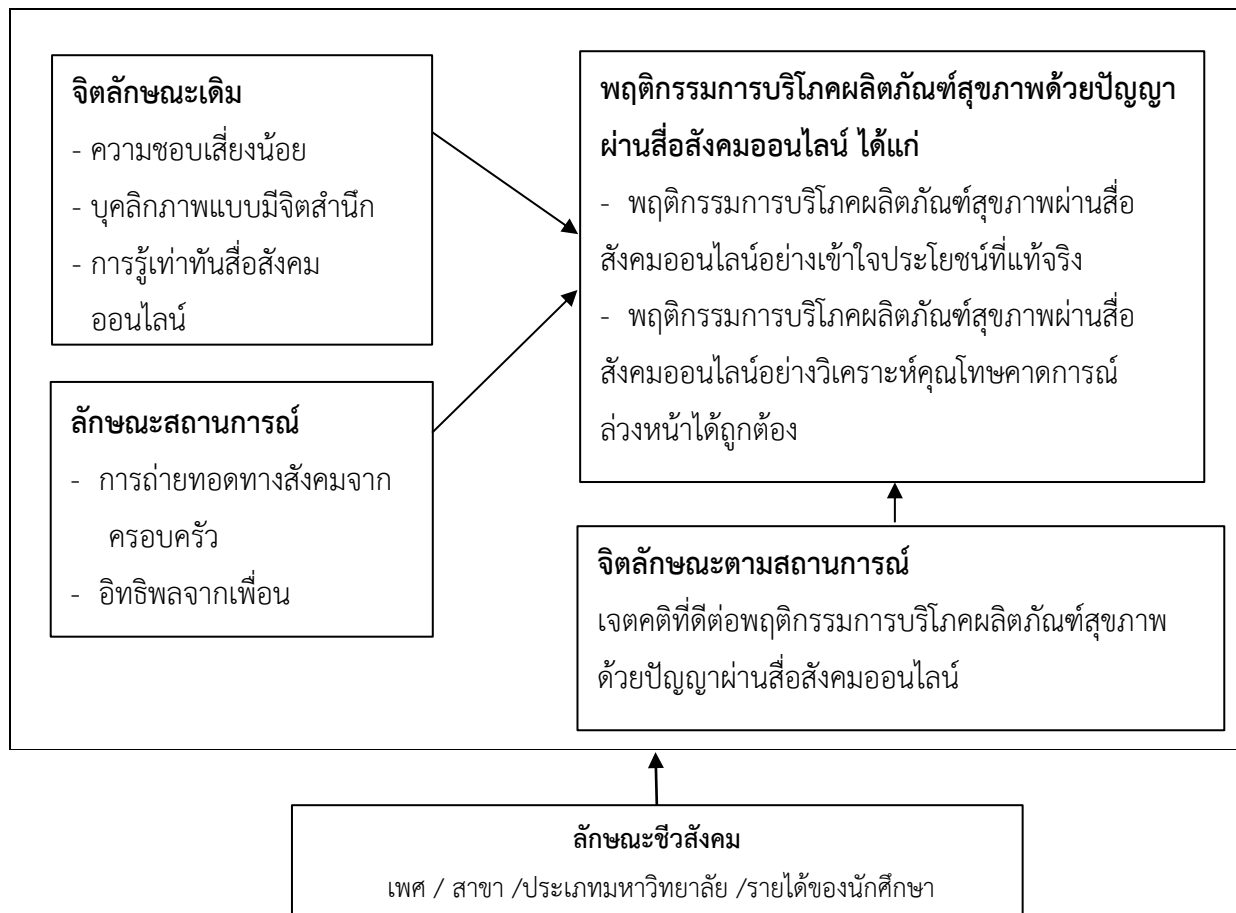 จิตลักษณะเดิม
- ความชอบเสี่ยงน้อย
- บุคลิกภาพแบบมีจิตสำนึก
- การรู้เท่าทันสื่อสังคม
ออนไลน์
ลักษณะสถานการณ์
- การถ่ายทอดทางสังคมจาก
ครอบครัว
- อิทธิพลจากเพื่อน
พฤติกรรมการบริโภคผลิตภัณฑ์สุขภาพด้วยปัญญา
ผ่านสื่อสังคมออนไลน์ ได้แก่
- พฤติกรรมการบริโภคผลิตภัณฑ์สุขภาพผ่านสื่อ
สังคมออนไลน์อย่างเข้าใจประโยชน์ที่แท้จริง
- พฤติกรรมการบริโภคผลิตภัณฑ์สุขภาพผ่านสื่อ
สังคมออนไลน์อย่างวิเคราะห์คุณโทษคาดการณ์
ล่วงหน้าได้ถูกต้อง
จิตลักษณะตามสถานการณ์
เจตคติที่ดีต่อพฤติกรรมการบริโภคผลิตภัณฑ์สุขภาพ
ด้วยปัญญาผ่านสื่อสังคมออนไลน์
ลักษณะชีวสังคม
เพศ / สาขา /ประเภทมหาวิทยาลัย /รายได้ของนักศึกษา